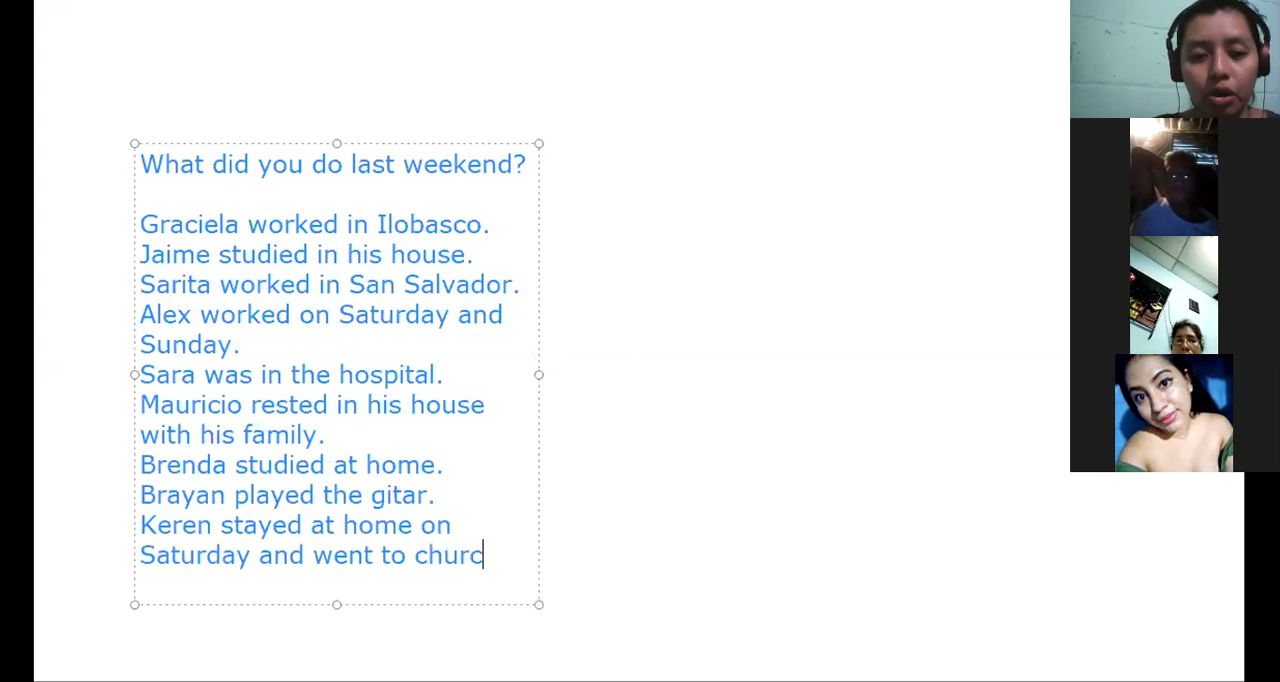 What did you do last weekend?
Graciela worked in Ilobasco.
Jaime studied in his house.
Sarita worked in San Salvador.
Alex worked on Saturday and
Sunday.
Sara was in the hospital.
Mauricio rested in his house
with his family.
Brenda studied at home.
Brayan played the gitar.
Keren stayed at home on
Saturday and went to churc